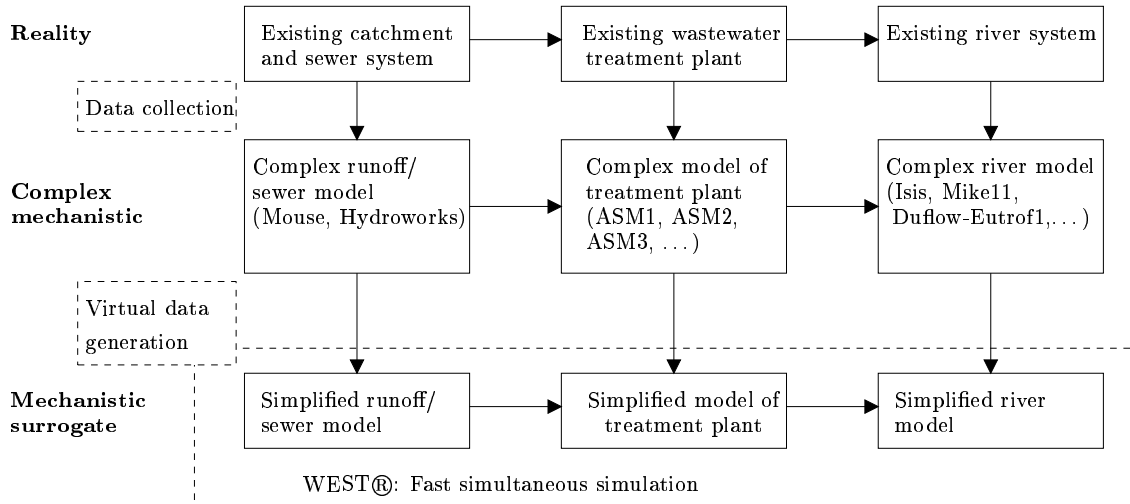 Reality
Existing catchment
and sewer system
Existing wastewater
treatment plant
Existing river system
Data collection
Complex
mechanistic
Complex runoff/
sewer model
(Mouse, Hydroworks)
Complex model of
treatment plant
(ASM1, ASM2,
ASM3, ...)
Complex river model
(Isis, Mike11,
Duflow-Eutrof1,...)
Virtual data
generation
Mechanistic
surrogate
Simplified runoff/
sewer model
Simplified model of
treatment plant
Simplified river
model
WEST®: Fast simultaneous simulation